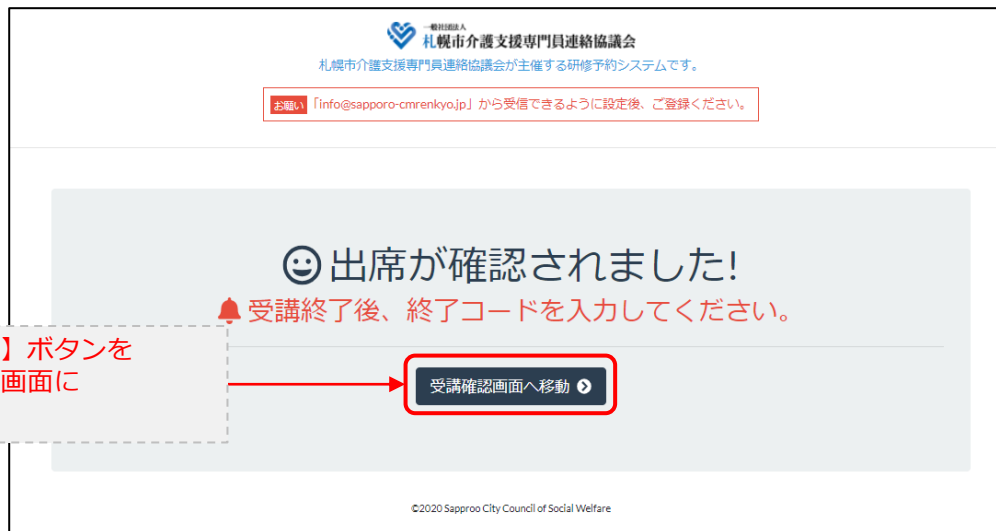 一般社団法人
札幌市介護支援専門員連絡協議会
札幌市介護支援専門員連絡協議会が主催する研修予約システムです。
お願い 「info@sapporo-cmrenkyo.jp」から受信できるように設定後、ご登録ください。
出席が確認されました!
受講終了後、終了コードを入力してください。
】ボタンを
画面に
受講確認画面へ移動
©2020 Sapproo City Council of Social Welfare